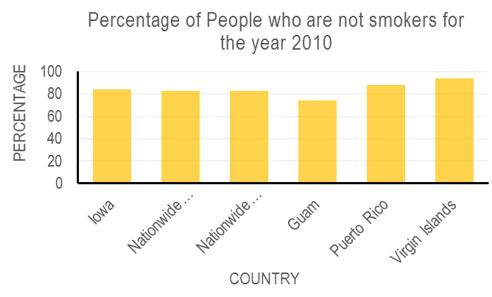 Percentage of People who are not smokers for
the year 2010
PERCENTAGE
100
80
60
40
20
0
Iowa
Nationwide...
Nationwide...
Guam
Puerto Rico
Virgin Islands
COUNTRY